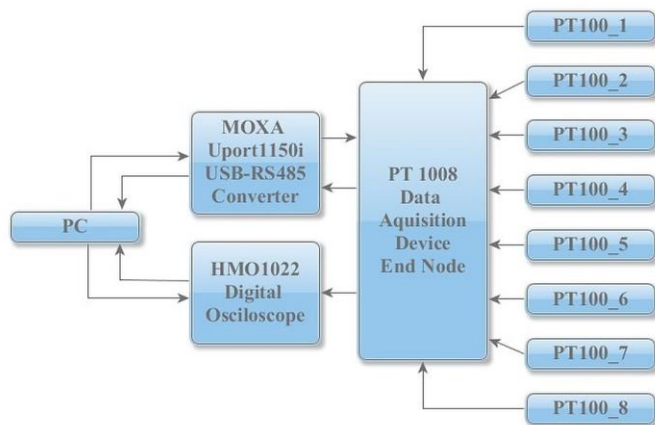 PT100_1
PT100_2
MOXA
Uport1150i
USB-RS485
Converter
PT100_3
PT 1008
Data
Aquisition
Device
End Node
PT100_4
PC
PT100_5
HMO1022
Digital
Osciloscope
PT100_6
PT100_7
PT100_8